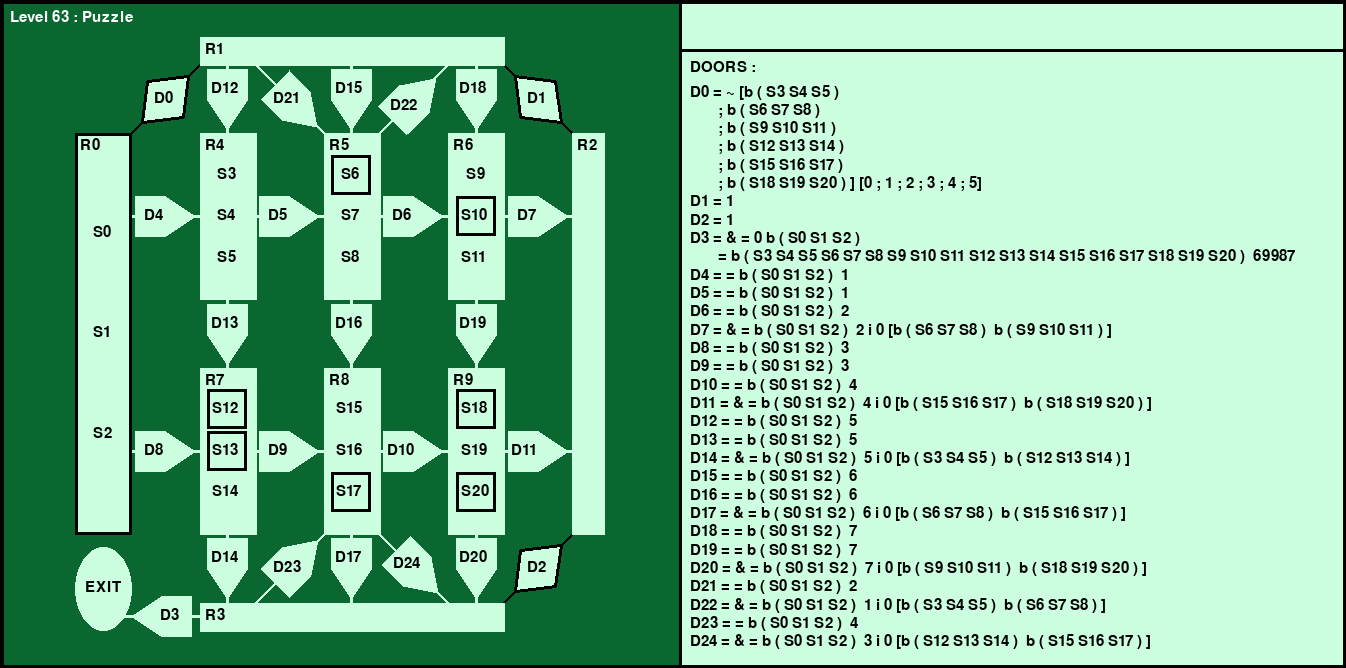 Level 63 : Puzzle
R1
D0
D12
D21
D15
D22
D18
D1
R0
R4
R5
R6
R2
S3
S6
S9
S0
D4
S4
D5
S7
D6
S10
D7
S5
S8
S11
S1
D13
D16
D19
R7
R8
R9
S12
S15
S18
S2
D8
S13
D9
S16
D10
S19
D11
S14
S17
S20
EXIT
D14
D23
D17
D24
D20
D2
D3
R3
DOORS :
D0 = ~ [b ( S3 S4 S5 )
; b ( S6 S7 S8 )
; b ( S9 S10 S11 )
; b ( S12 S13 S14 )
; b ( S15 S16 S17 )
; b ( S18 S19 S20 ) ] [0 ; 1 ; 2 ; 3 ; 4 ; 5]
D1 = 1
D2 = 1
D3 = & = 0 b ( S0 S1 S2 )
= b ( S3 S4 S5 S6 S7 S8 S9 S10 S11 S12 S13 S14 S15 S16 S17 S18 S19 S20 ) 69987
D4 = = b ( S0 S1 S2 ) 1
D5 = = b ( S0 S1 S2 ) 1
D6 = = b ( S0 S1 S2 ) 2
D7 = & = b ( S0 S1 S2 ) 2 i 0 [b ( S6 S7 S8 ) b ( S9 S10 S11 ) ]
D8 = = b ( S0 S1 S2 ) 3
D9 = = b ( S0 S1 S2 ) 3
D10 = = b ( S0 S1 S2 ) 4
D11 = & = b ( S0 S1 S2 ) 4 i 0 [b ( S15 S16 S17 ) b ( S18 S19 S20 ) ]
D12 = = b ( S0 S1 S2 ) 5
D13 = = b ( S0 S1 S2 ) 5
D14 = & = b ( S0 S1 S2 ) 5 i 0 [b ( S3 S4 S5 ) b ( S12 S13 S14 ) ]
D15 = = b ( S0 S1 S2 ) 6
D16 = = b ( S0 S1 S2 ) 6
D17 = & = b ( S0 S1 S2 ) 6 i 0 [b ( S6 S7 S8 ) b ( S15 S16 S17 ) ]
D18 = = b ( S0 S1 S2 ) 7
D19 = = b ( S0 S1 S2 ) 7
D20 = & = b ( S0 S1 S2 ) 7 i 0 [b ( S9 S10 S11 ) b ( S18 S19 S20 ) ]
D21 = = b ( S0 S1 S2 ) 2
D22 = & = b ( S0 S1 S2 ) 1 i 0 [b ( S3 S4 S5 ) b ( S6 S7 S8 ) ]
D23 = = b ( S0 S1 S2 ) 4
D24 = & = b ( S0 S1 S2 ) 3 i 0 [b ( S12 S13 S14 ) b ( S15 S16 S17 ) ]